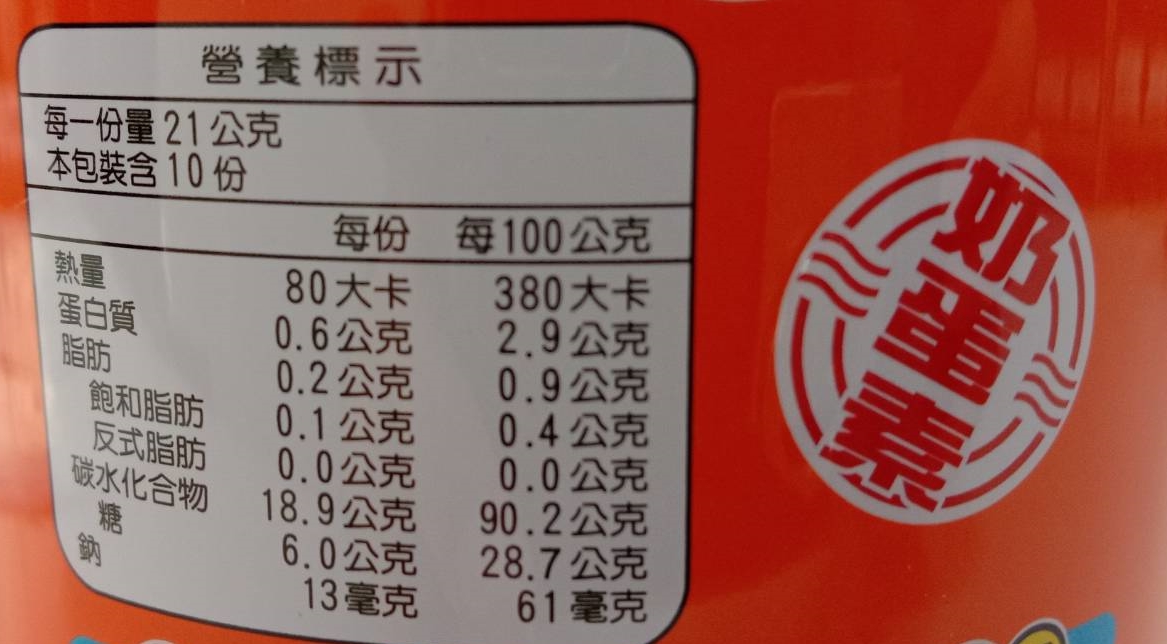 營養標示
每一份量21公克
本包裝含10份
每份 每100公克
熱量 80大卡 380大卡
蛋白質 0.6公克 2.9公克
脂肪 0.2公克 0.9公克
飽和脂肪 0.1公克 0.4公克
反式脂肪 0.0公克 0.0公克
碳水化合物 18.9公克 90.2公克
糖 6.0公克 28.7公克
鈉 13毫克 61毫克
奶蛋素